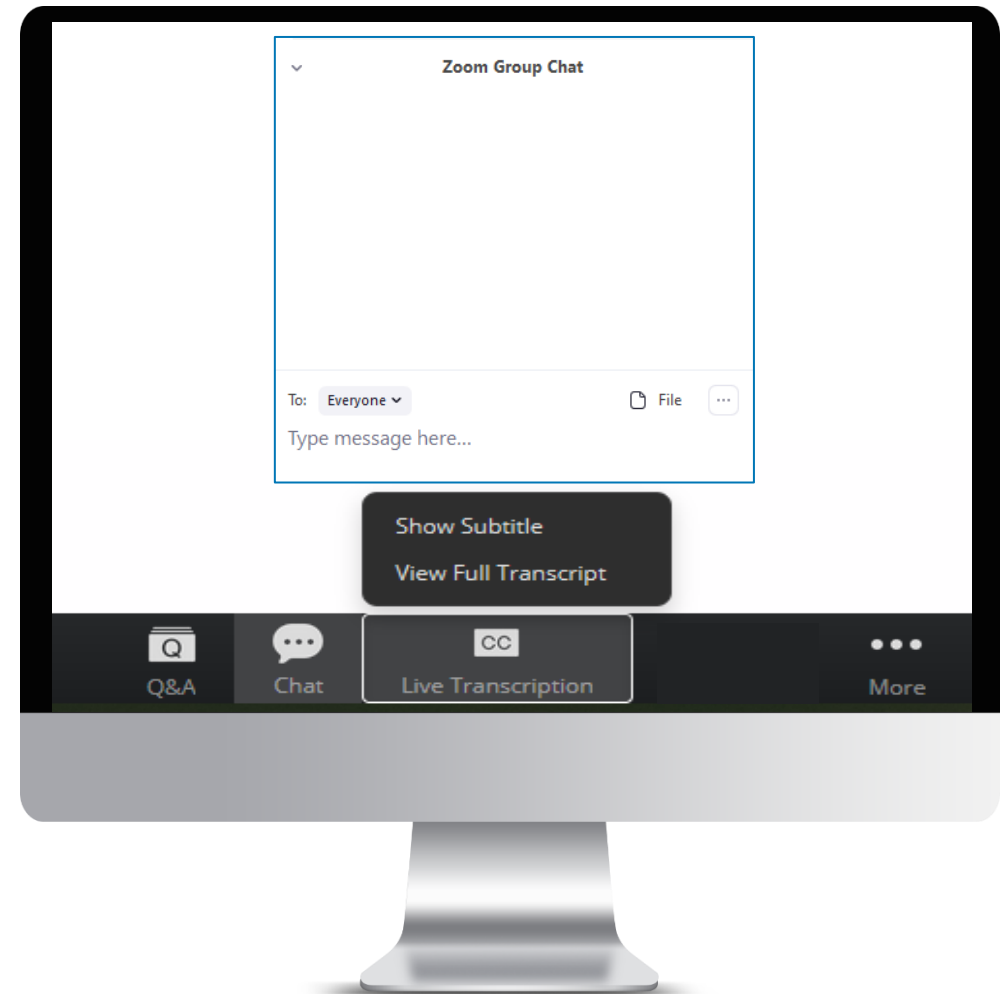 Zoom Group Chat
To: Everyone File
Type message here...
Show Subtitle
View Full Transcript
Q
CC
Q&A Chat Live Transcription More